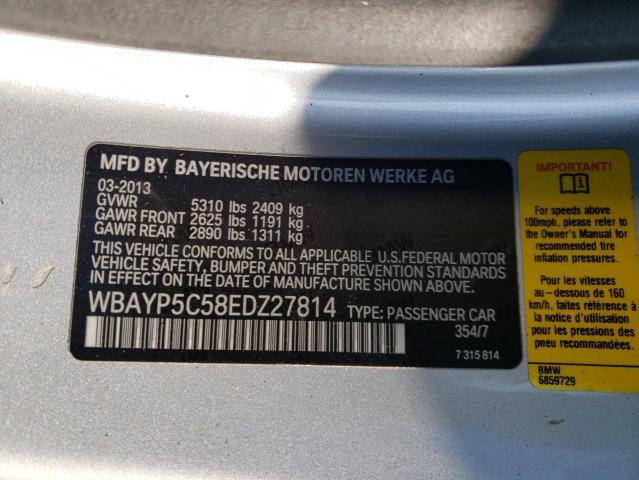 MFD BY BAYERISCHE MOTOREN WERKE AG
03-2013
GVWR 5310 lbs 2409 kg
GAWR FRONT 2625 lbs 1191 kg
GAWR REAR 2890 lbs 1311 kg
THIS VEHICLE CONFORMS TO ALL APPLICABLE U.S.FEDERAL MOTOR
VEHICLE SAFETY, BUMPER AND THEFT PREVENTION STANDARDS
IN EFFECT ON THE DATE OF MANUFACTURE SHOWN ABOVE.
WBAYP5C58EDZ27814 TYPE: PASSENGER CAR
354/7
7 315 814
IMPORTANT!
For speeds above
100mph, please refer to
the Owner's Manual for
recommended tire
inflation pressures.
Pour les vitesses
au-dessous de 160
km/h, faites referez-vous
a la notice d'utilisation
pour les pressions des
pneu recommandées.
BMW
6859729